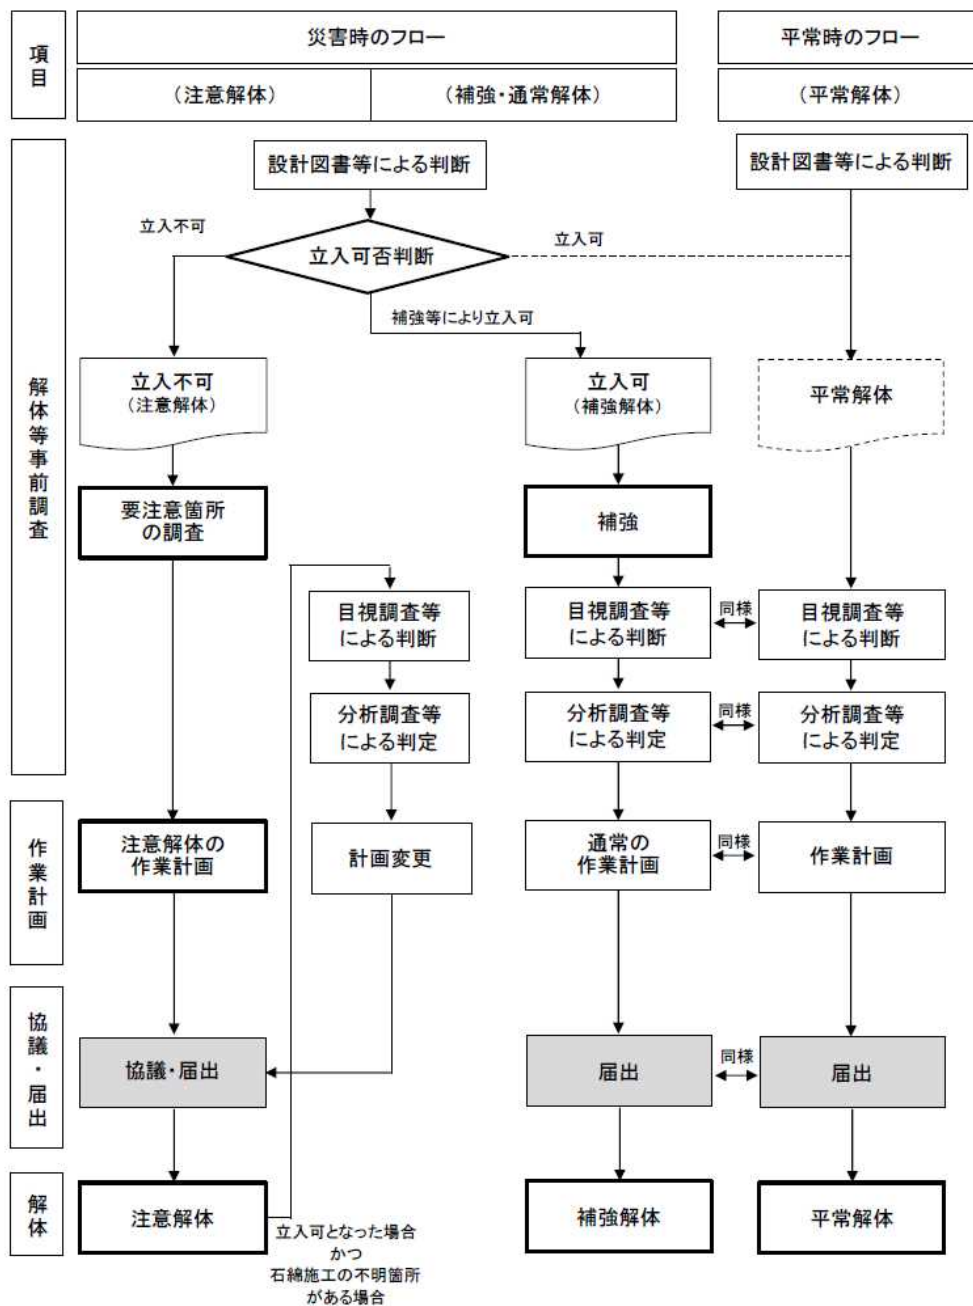 項目
災害時のフロー
平常時のフロー
(注意解体)
(補強・通常解体)
(平常解体)
解体等事前調査
設計図書等による判断
設計図書等による判断
立入不可
立入可否判断
立入可
補強等により立入可
立入不可
(注意解体)
立入可
(補強解体)
平常解体
要注意箇所
の調査
補強
目視調査等
による判断
目視調査等
による判断
同様
目視調査等
による判断
分析調査等
による判定
分析調査等
による判定
同様
分析調査等
による判定
作業計画
注意解体の
作業計画
計画変更
通常の
作業計画
同様
作業計画
協議・届出
協議・届出
届出
同様
届出
解体
注意解体
補強解体
平常解体
立入可となった場合
かつ
石綿施工の不明箇所
がある場合